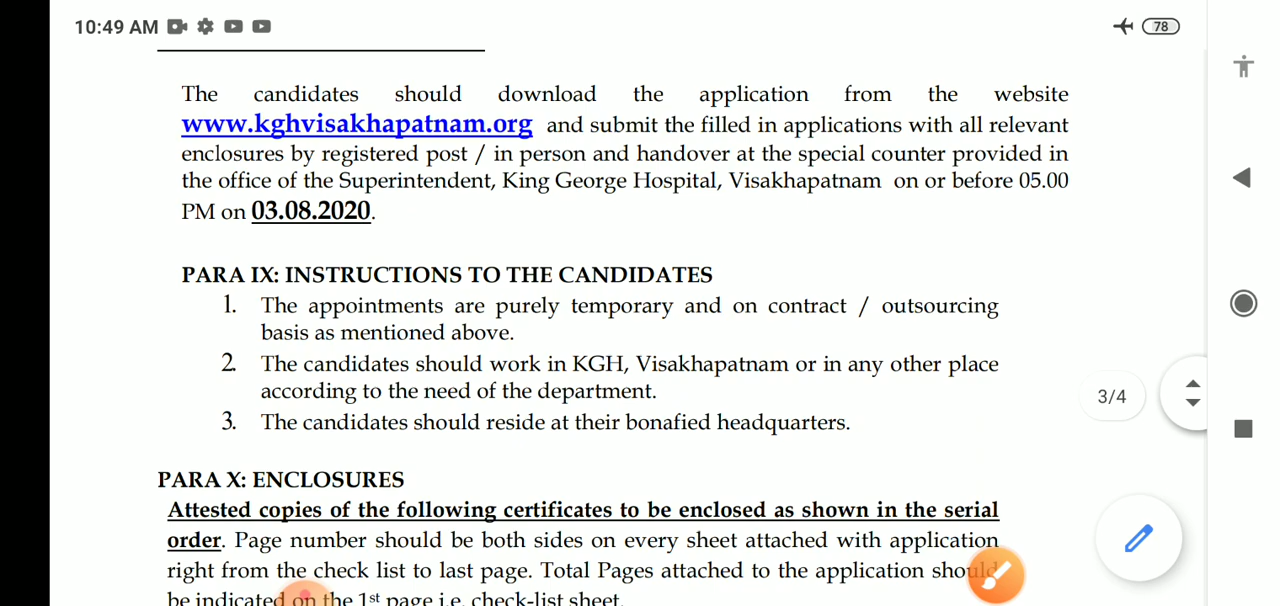 10:49 AM
78
The candidates should download the application from the website
www.kghvisakhapatnam.org and submit the filled in applications with all relevant
enclosures by registered post / in person and handover at the special counter provided in
the office of the Superintendent, King George Hospital, Visakhapatnam on or before 05.00
PM on 03.08.2020.
PARA IX: INSTRUCTIONS TO THE CANDIDATES
1. The appointments are purely temporary and on contract / outsourcing
basis as mentioned above.
2. The candidates should work in KGH, Visakhapatnam or in any other place
according to the need of the department.
3. The candidates should reside at their bonafied headquarters.
3/4
PARA X: ENCLOSURES
Attested copies of the following certificates to be enclosed as shown in the serial
order. Page number should be both sides on every sheet attached with application
right from the check list to last page. Total Pages attached to the application should
be indicated on the 1st page i.e. check-list sheet.